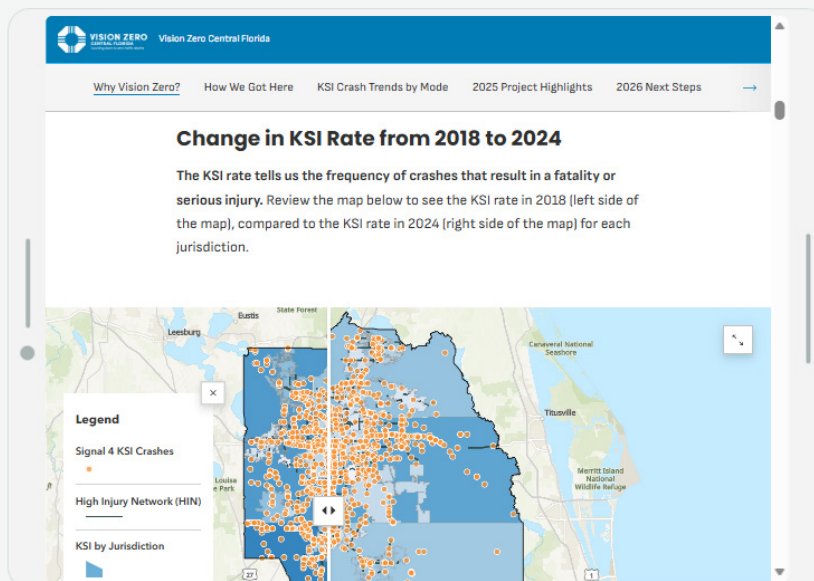 VISION ZERO
CENTRAL FLORIDA
Vision Zero Central Florida
Why Vision Zero? How We Got Here KSI Crash Trends by Mode 2025 Project Highlights 2026 Next Steps →
Change in KSI Rate from 2018 to 2024
The KSI rate tells us the frequency of crashes that result in a fatality or
serious injury. Review the map below to see the KSI rate in 2018 (left side of
the map), compared to the KSI rate in 2024 (right side of the map) for each
jurisdiction.
State Forest
Eustis
Leesburg
Canaveral National
Seashore
Titusville
Merritt Island
National
Wildlife Refuge
Louisa
e Park
Legend
Signal 4 KSI Crashes
High Injury Network (HIN)
KSI by Jurisdiction
27
1